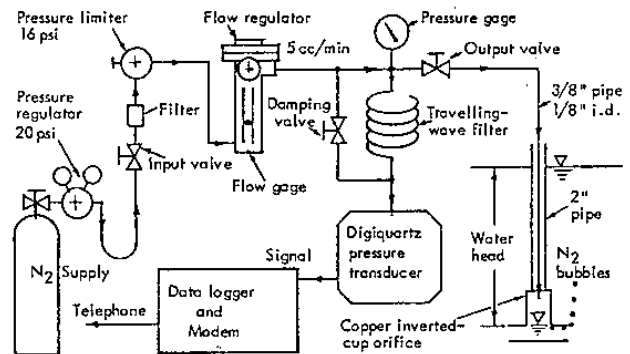 Pressure limiter
16 psi
Flow regulator
5 cc/min
Pressure gage
Output valve
3/8" pipe
1/8" i.d.
Filter
Damping
valve
Travelling-
wave filter
Pressure
regulator
20 psi
Input valve
Flow gage
2"
pipe
Digiquartz
pressure
transducer
Water
head
N2
bubbles
Signal
N2 Supply
Data logger
and
Modem
Telephone
Copper inverted-
cup orifice